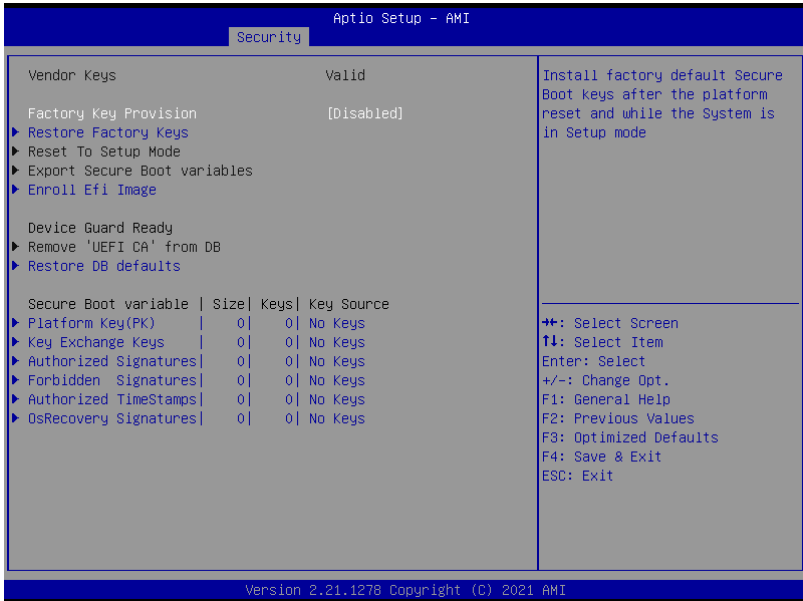 Aptio Setup – AMI
Security
Vendor Keys Valid
Factory Key Provision [Disabled]
Restore Factory Keys
Reset To Setup Mode
Export Secure Boot variables
Enroll Efi Image
Device Guard Ready
Remove 'UEFI CA' from DB
Restore DB defaults
Secure Boot variable | Size| Keys| Key Source
Platform Key(PK) | 0| 0| No Keys
Key Exchange Keys | 0| 0| No Keys
Authorized Signatures| 0| 0| No Keys
Forbidden Signatures| 0| 0| No Keys
Authorized TimeStamps| 0| 0| No Keys
OsRecovery Signatures| 0| 0| No Keys
Install factory default Secure
Boot keys after the platform
reset and while the System is
in Setup mode
→←: Select Screen
↑↓: Select Item
Enter: Select
+/-: Change Opt.
F1: General Help
F2: Previous Values
F3: Optimized Defaults
F4: Save & Exit
ESC: Exit
Version 2.21.1278 Copyright (C) 2021 AMI